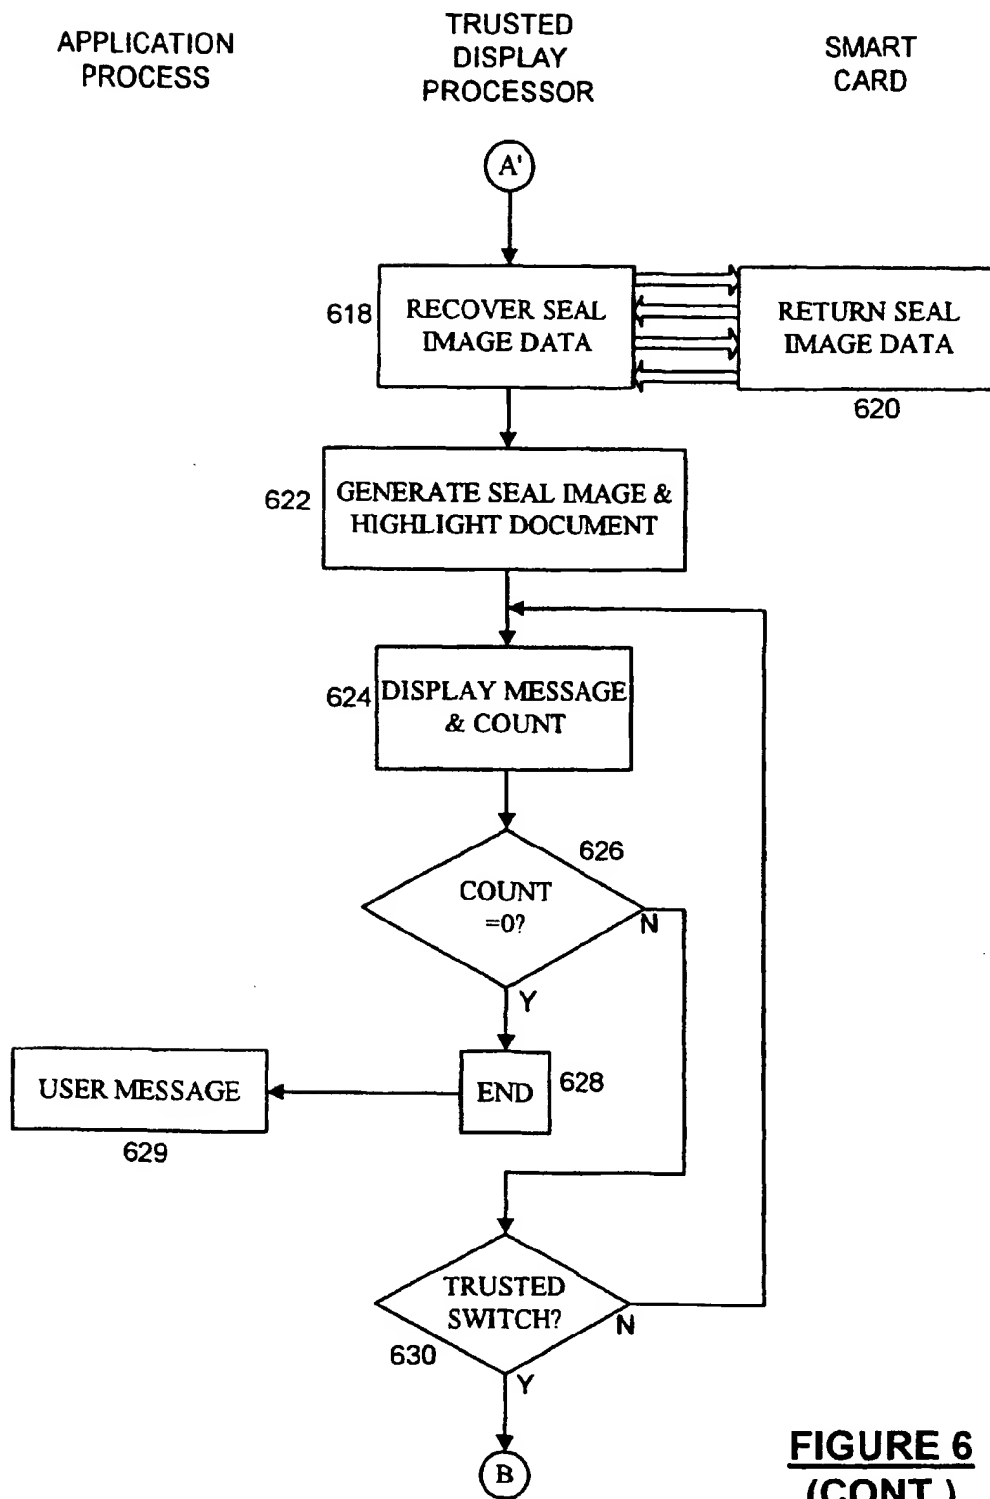 APPLICATION
PROCESS
TRUSTED
DISPLAY
PROCESSOR
SMART
CARD
A'
618
RECOVER SEAL
IMAGE DATA
RETURN SEAL
IMAGE DATA
620
622
GENERATE SEAL IMAGE &
HIGHLIGHT DOCUMENT
624
DISPLAY MESSAGE
& COUNT
626
COUNT
=0?
N
Y
USER MESSAGE
629
END
628
TRUSTED
SWITCH?
N
630
Y
B
FIGURE 6
(CONT.)